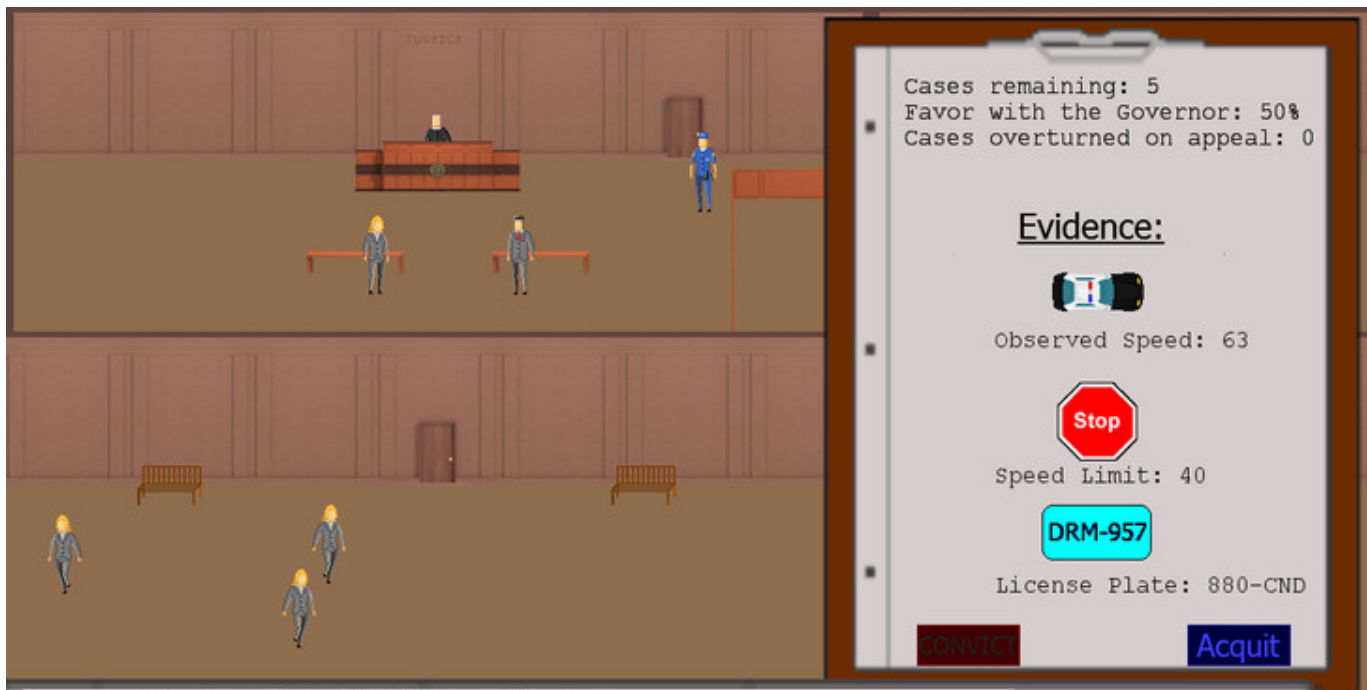 JUSTICE
Cases remaining: 5
Favor with the Governor: 50%
Cases overturned on appeal: 0
Evidence:
Observed Speed: 63
Stop
Speed Limit: 40
DRM-957
License Plate: 880-CND
CONVICT
Acquit